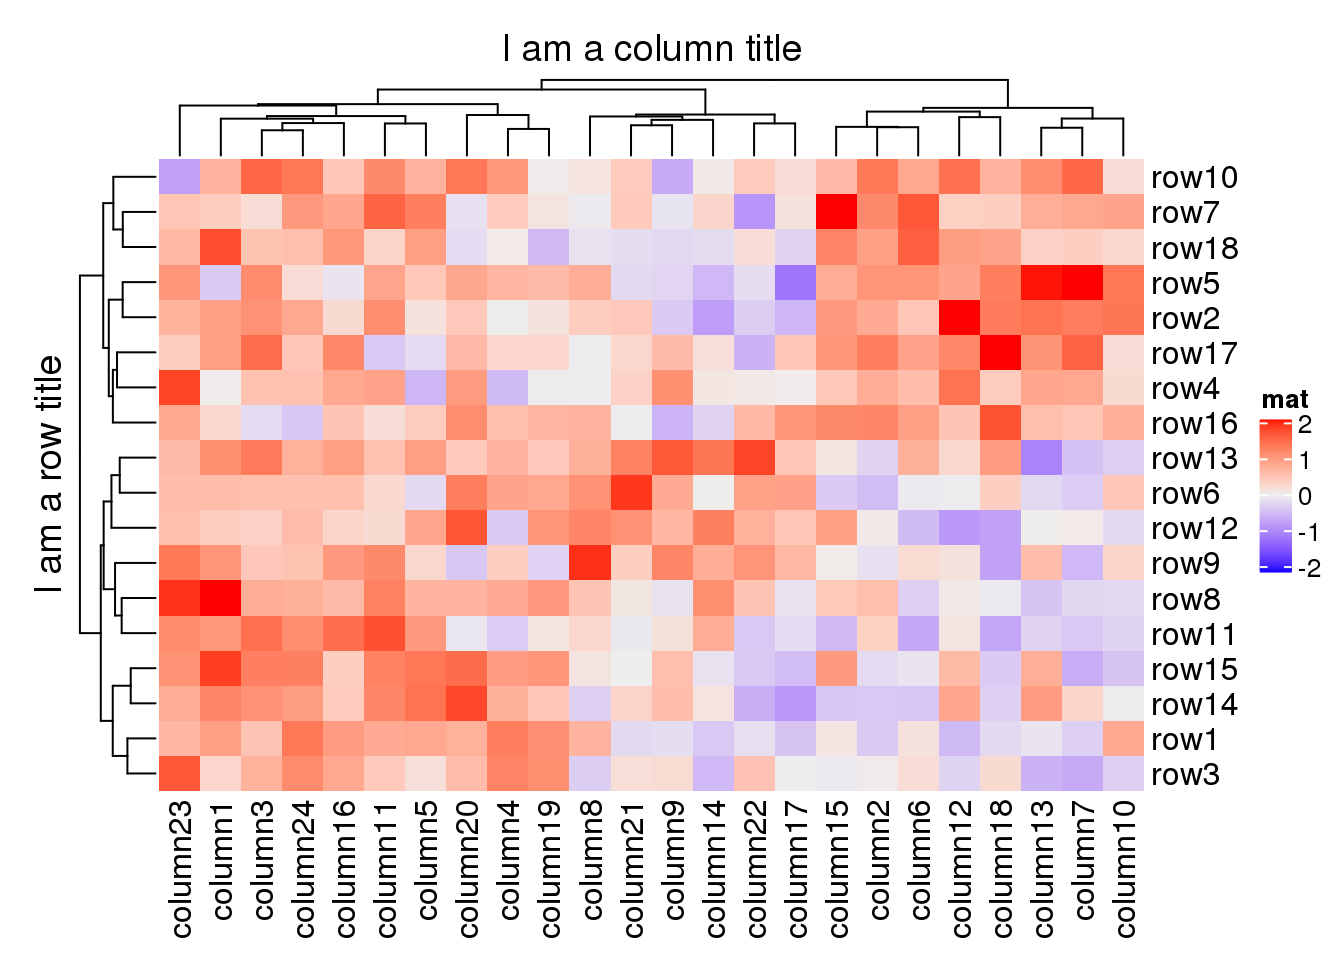 I am a column title
I am a row title
row10
row7
row18
row5
row2
row17
row4
row16
row13
row6
row12
row9
row8
row11
row15
row14
row1
row3
mat
2
1
0
-1
-2
column23
column1
column3
column24
column16
column11
column5
column20
column4
column19
column8
column21
column9
column14
column22
column17
column15
column2
column6
column12
column18
column13
column7
column10